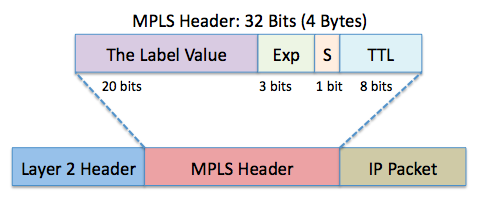 MPLS Header: 32 Bits (4 Bytes)
The Label Value Exp S TTL
20 bits 3 bits 1 bit 8 bits
Layer 2 Header MPLS Header IP Packet